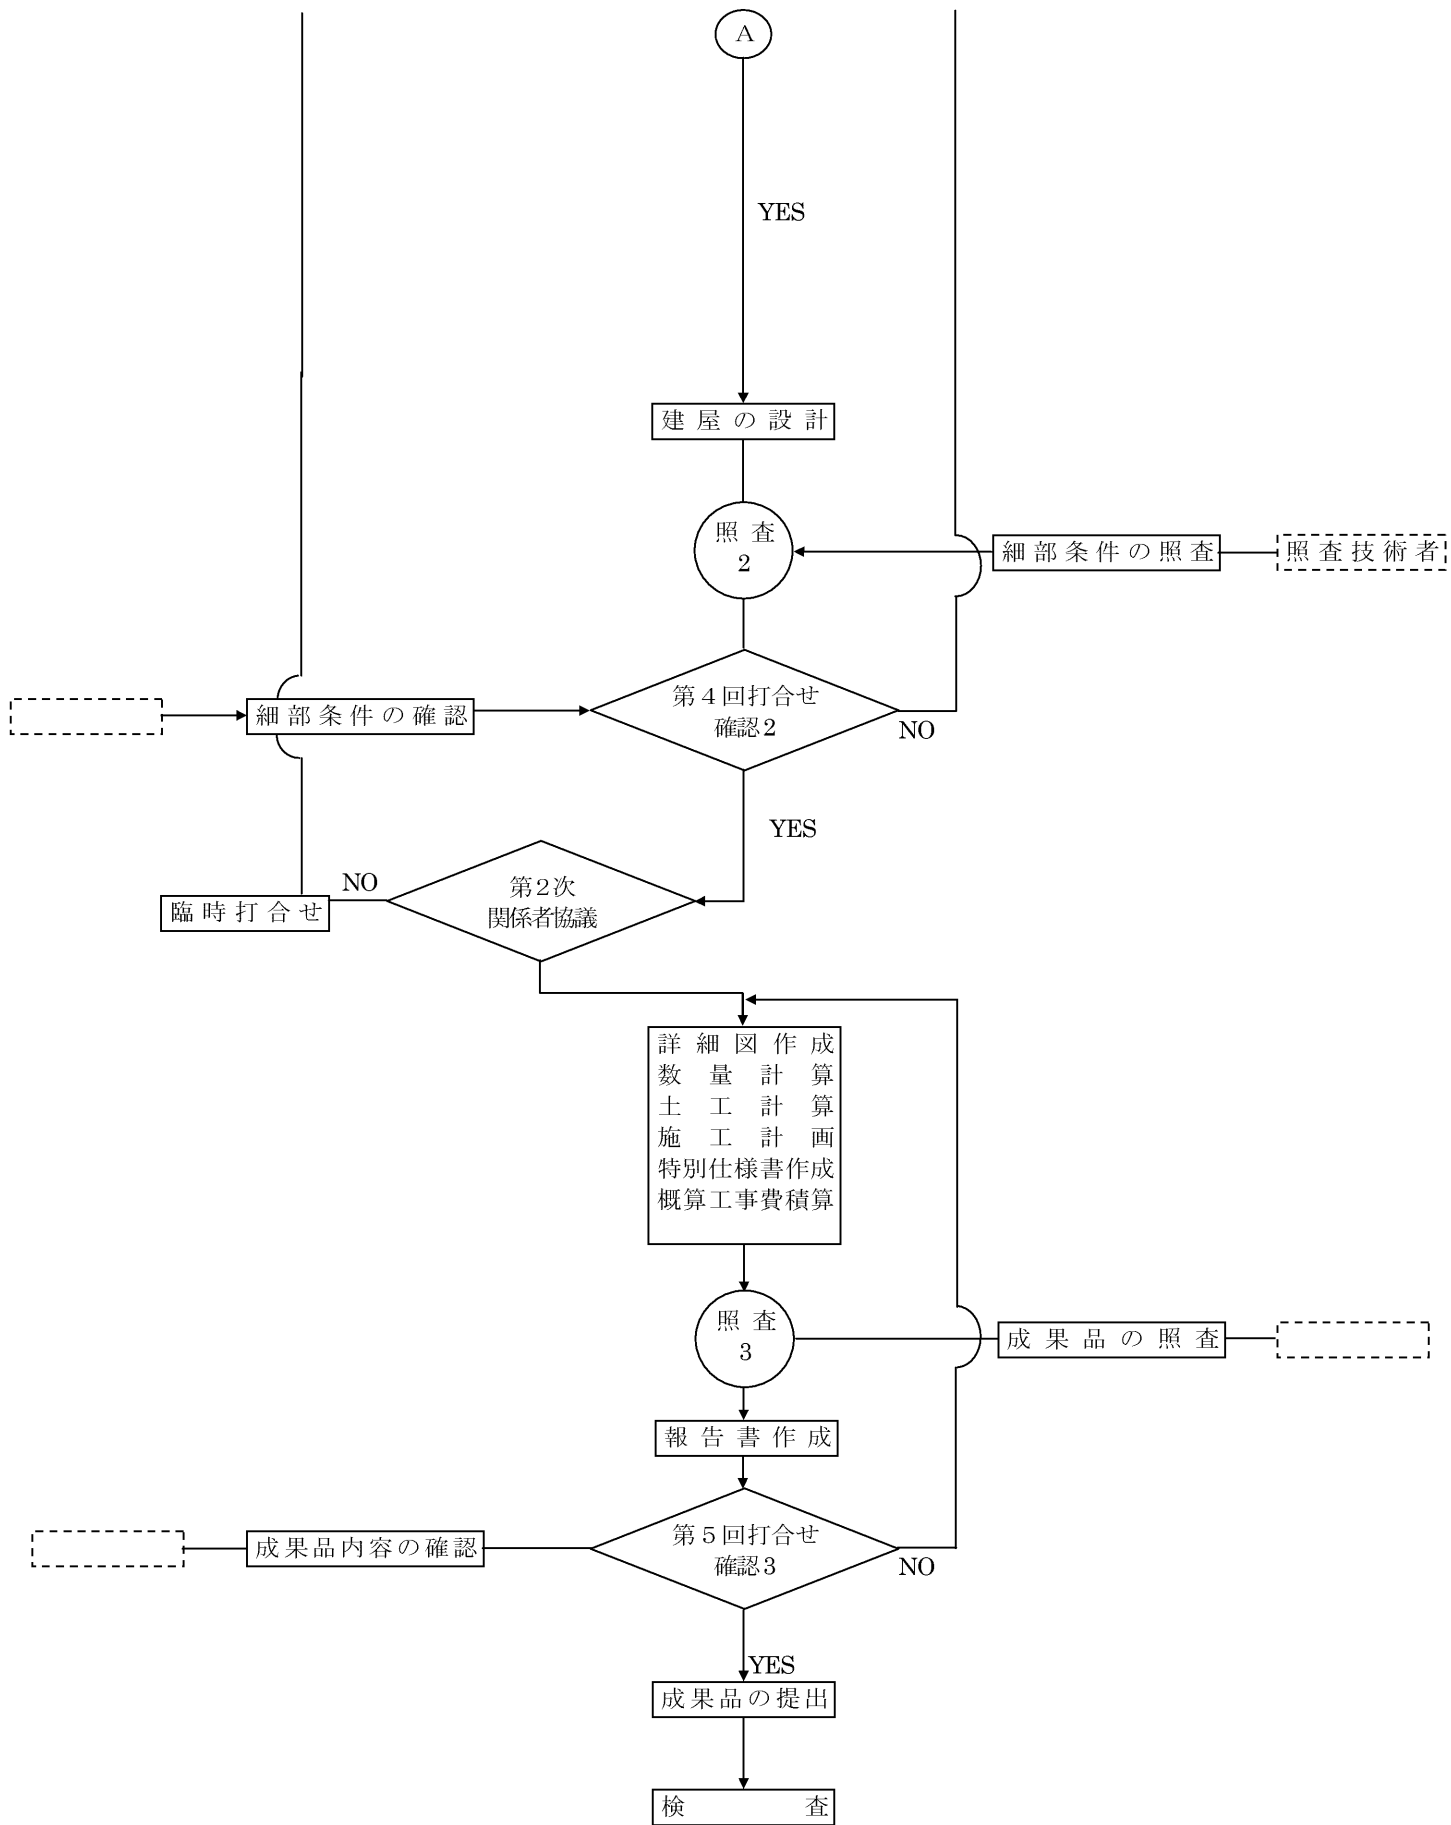 A
YES
建屋の設計
照査
2
細部条件の照査
照査技術者
第４回打合せ
確認2
細部条件の確認
NO
YES
第2次
関係者協議
NO
臨時打合せ
詳細図作成
数量計算
土工計算
施工計画
特別仕様書作成
概算工事費積算
照査
3
成果品の照査
報告書作成
第５回打合せ
確認3
成果品内容の確認
NO
YES
成果品の提出
検査